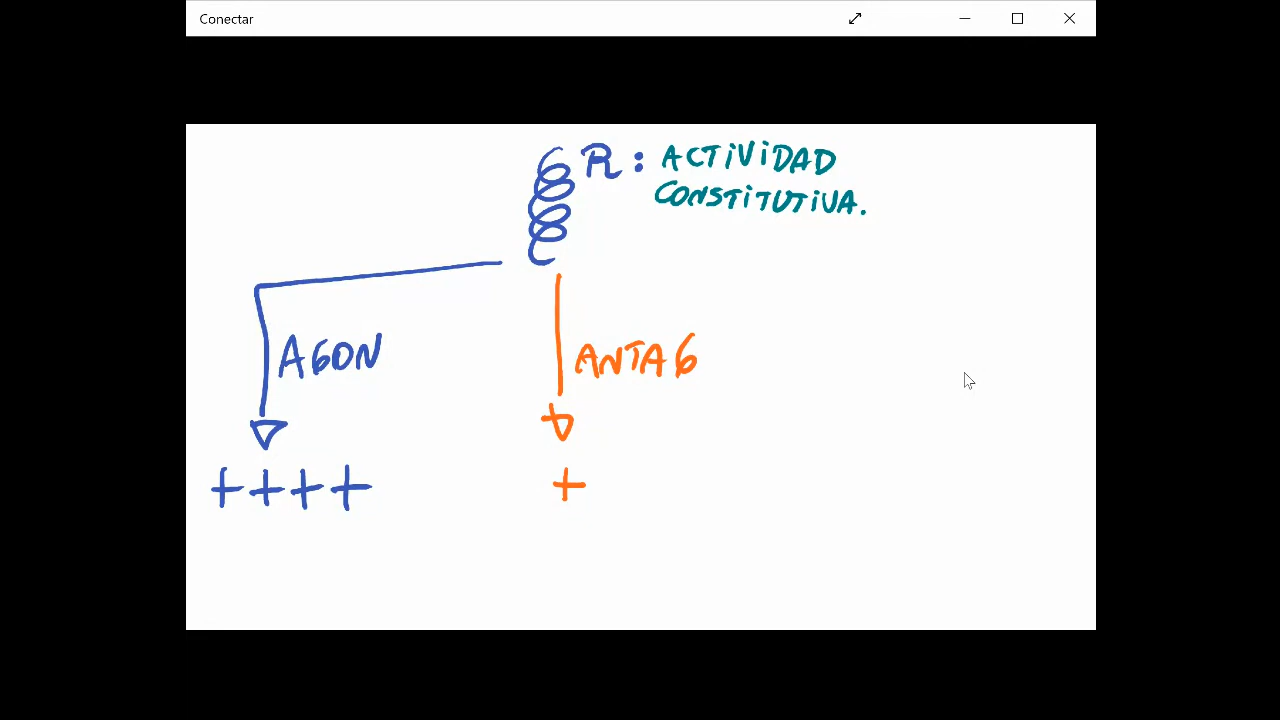 Conectar
R: ACTIVIDAD
CONSTITUTIVA.
AGON
ANTAG
++++
+